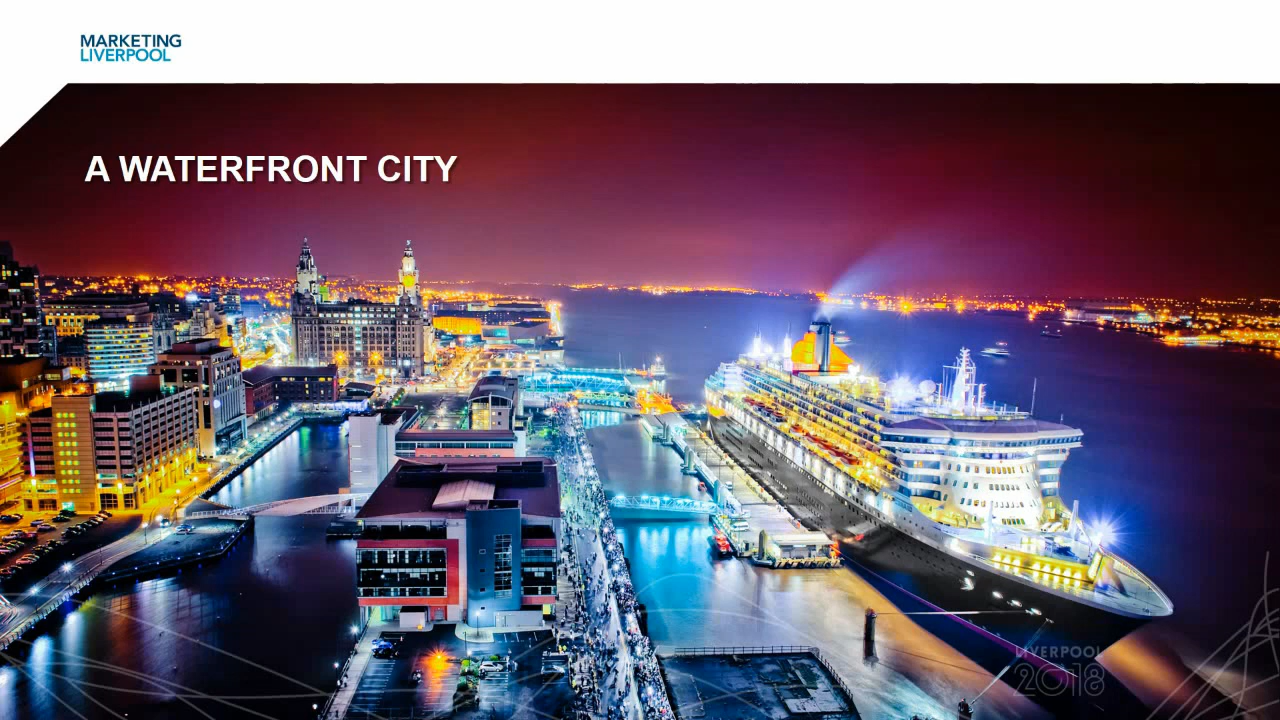 MARKETING
LIVERPOOL
A WATERFRONT CITY
LIVERPOOL
2018